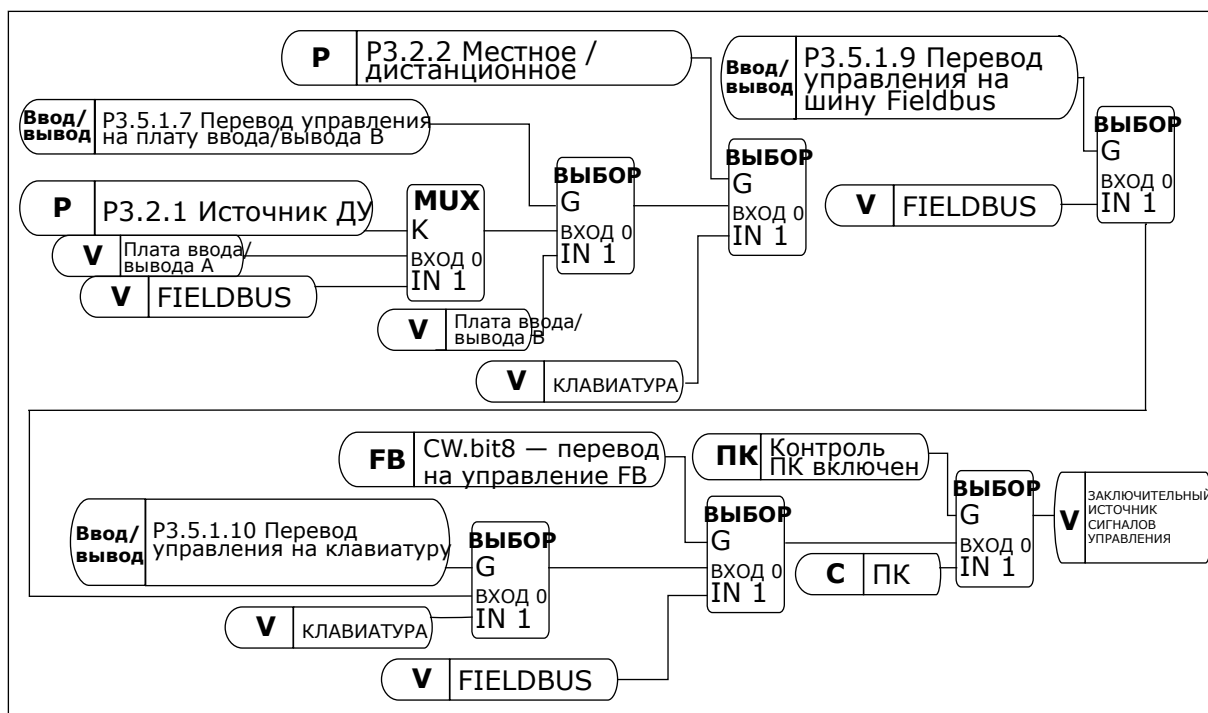 P
P3.2.2 Местное /
дистанционное
Ввод/
вывод
P3.5.1.9 Перевод
управления на
шину Fieldbus
Ввод/
вывод
P3.5.1.7 Перевод управления
на плату ввода/вывода B
ВЫБОР
G
ВХОД 0
IN 1
ВЫБОР
G
ВХОД 0
IN 1
ВЫБОР
G
ВХОД 0
IN 1
P
P3.2.1 Источник ДУ
MUX
K
ВХОД 0
IN 1
V
FIELDBUS
V
Плата ввода/
вывода A
V
FIELDBUS
V
Плата ввода/
вывода B
V
КЛАВИАТУРА
FB
CW.bit8 — перевод
на управление FB
ПК
Контроль
ПК включен
ВЫБОР
G
ВХОД 0
IN 1
V
ЗАКЛЮЧИТЕЛЬНЫЙ
ИСТОЧНИК
СИГНАЛОВ
УПРАВЛЕНИЯ
Ввод/
вывод
P3.5.1.10 Перевод
управления на клавиатуру
ВЫБОР
G
ВХОД 0
IN 1
ВЫБОР
G
ВХОД 0
IN 1
C
ПК
V
КЛАВИАТУРА
V
FIELDBUS